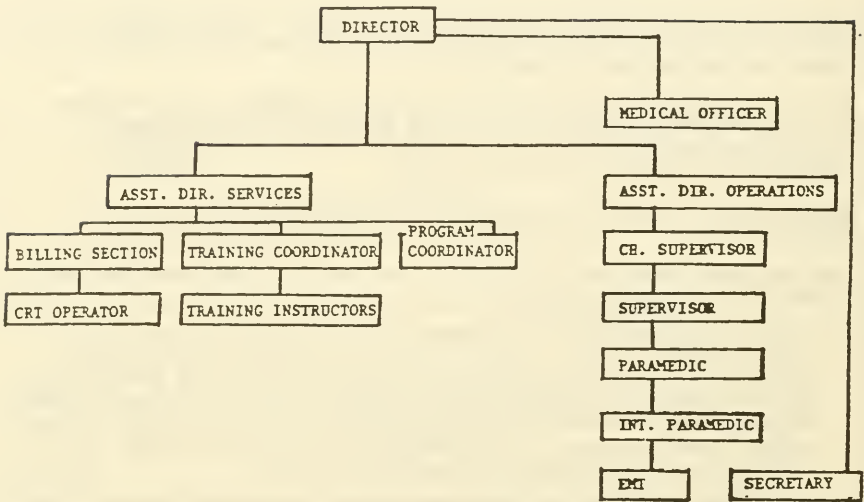 DIRECTOR
MEDICAL OFFICER
ASST. DIR. SERVICES
ASST. DIR. OPERATIONS
BILLING SECTION
TRAINING COORDINATOR
PROGRAM
COORDINATOR
CH. SUPERVISOR
CRT OPERATOR
TRAINING INSTRUCTORS
SUPERVISOR
PARAMEDIC
INT. PARAMEDIC
EMT
SECRETARY